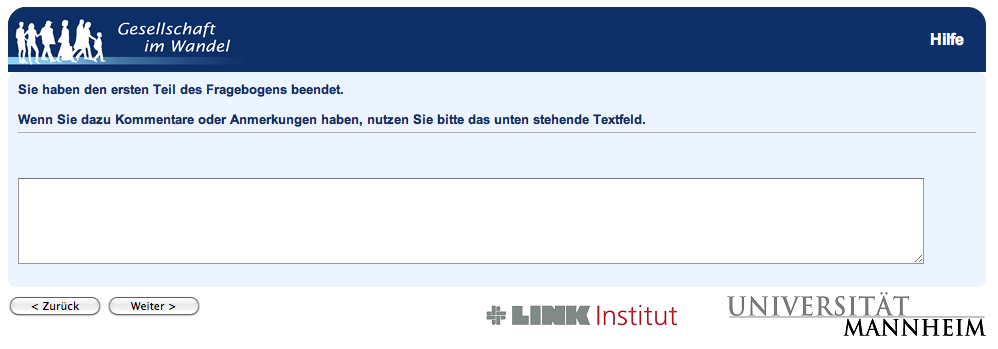 Gesellschaft
im Wandel
Hilfe
Sie haben den ersten Teil des Fragebogens beendet.
Wenn Sie dazu Kommentare oder Anmerkungen haben, nutzen Sie bitte das unten stehende Textfeld.
< Zurück
Weiter >
LINK Institut
UNIVERSITÄT
MANNHEIM